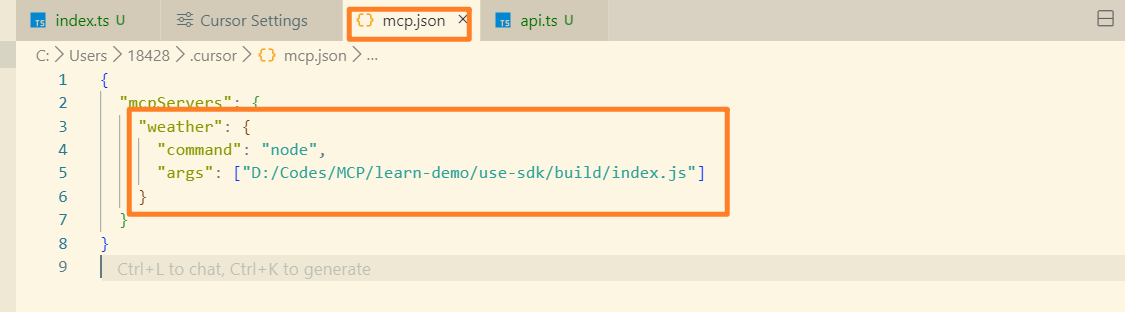 index.ts U Cursor Settings mcp.json api.ts U
C: > Users > 18428 > .cursor > {} mcp.json > ...
1 {
2 "mcpServers": {
3 "weather": {
4 "command": "node",
5 "args": ["D:/Codes/MCP/learn-demo/use-sdk/build/index.js"]
6 }
7 }
8 }
9 Ctrl+L to chat, Ctrl+K to generate